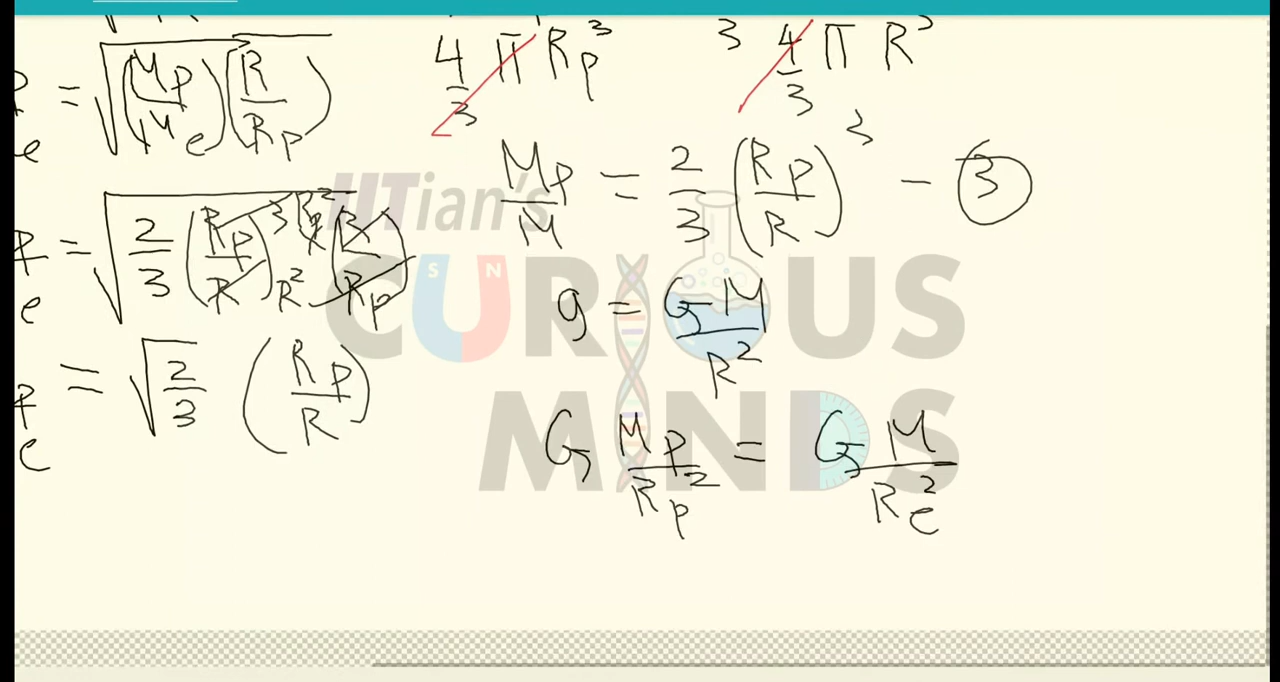 P/e = √((Mp/Me)(R/Rp))
4/3 π Rp³
3 4/3 π R³
Mp/M = 2/3 (Rp/R)³ - ③
P/e = √(2/3 (Rp/R)³ R² (R/Rp))
g = GM/R²
P/e = √2/3 (Rp/R)
G Mp/Rp² = G M/Re²
IITian's
CURIOUS
S N
MINDS